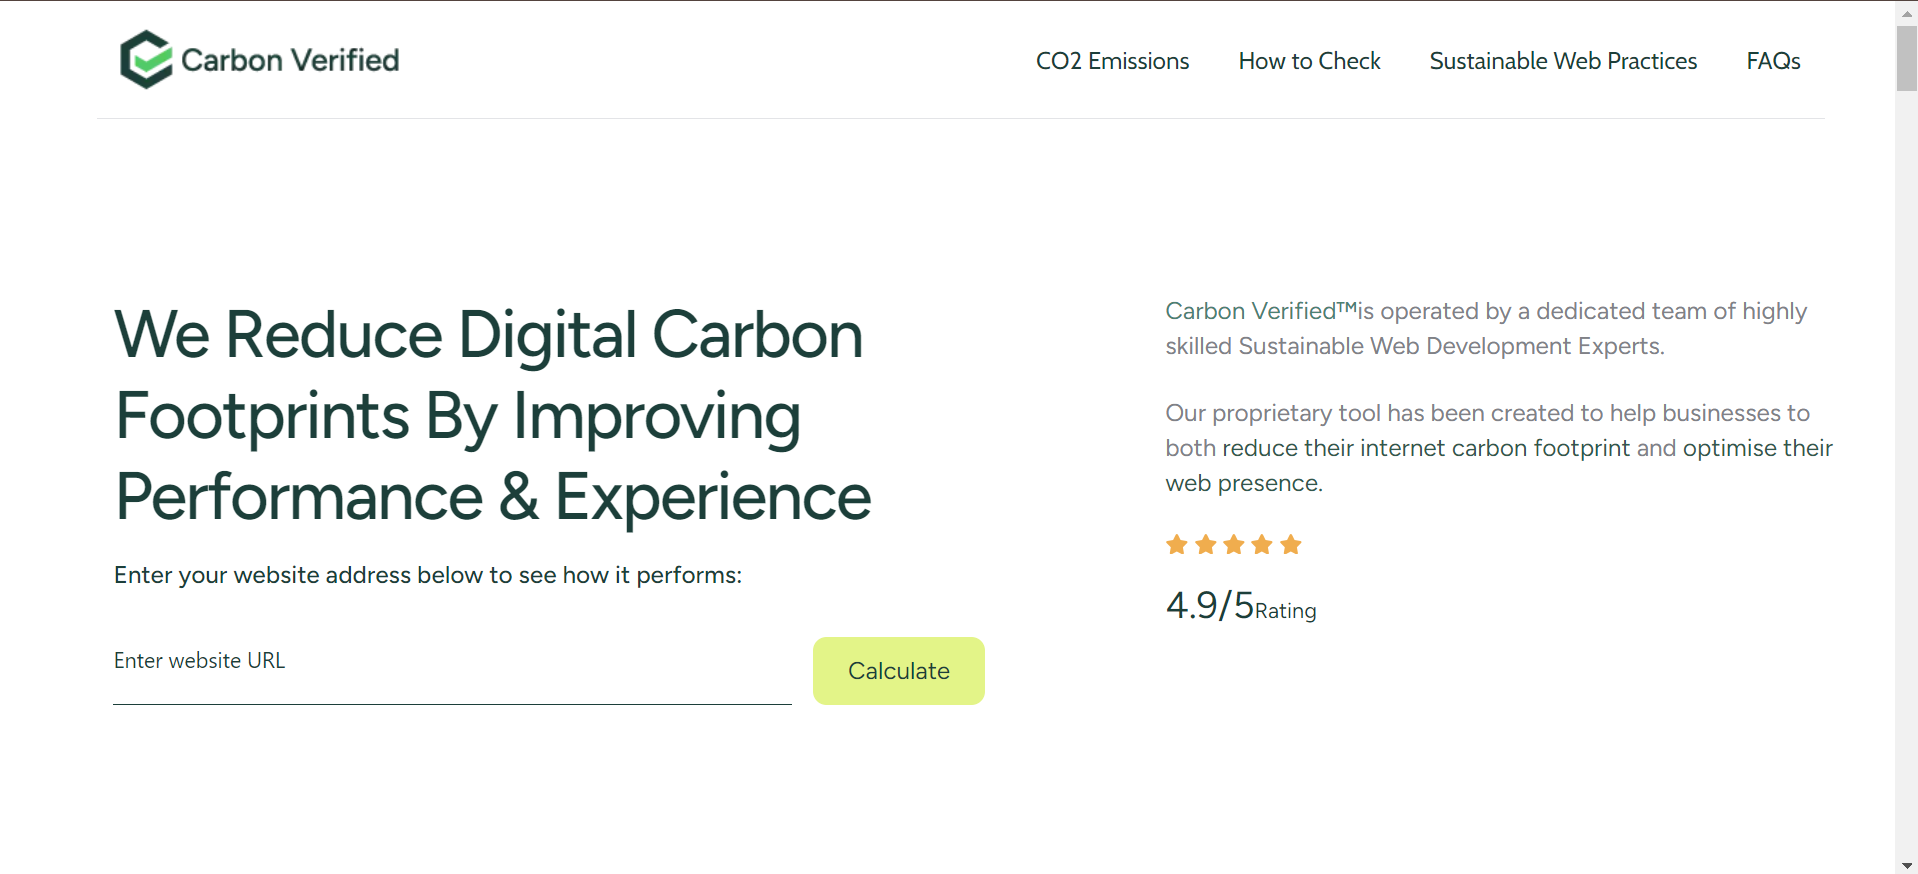 Carbon Verified
CO2 Emissions
How to Check
Sustainable Web Practices
FAQs
We Reduce Digital Carbon
Footprints By Improving
Performance & Experience
Enter your website address below to see how it performs:
Enter website URL
Calculate
Carbon Verified™is operated by a dedicated team of highly
skilled Sustainable Web Development Experts.
Our proprietary tool has been created to help businesses to
both reduce their internet carbon footprint and optimise their
web presence.
4.9/5Rating